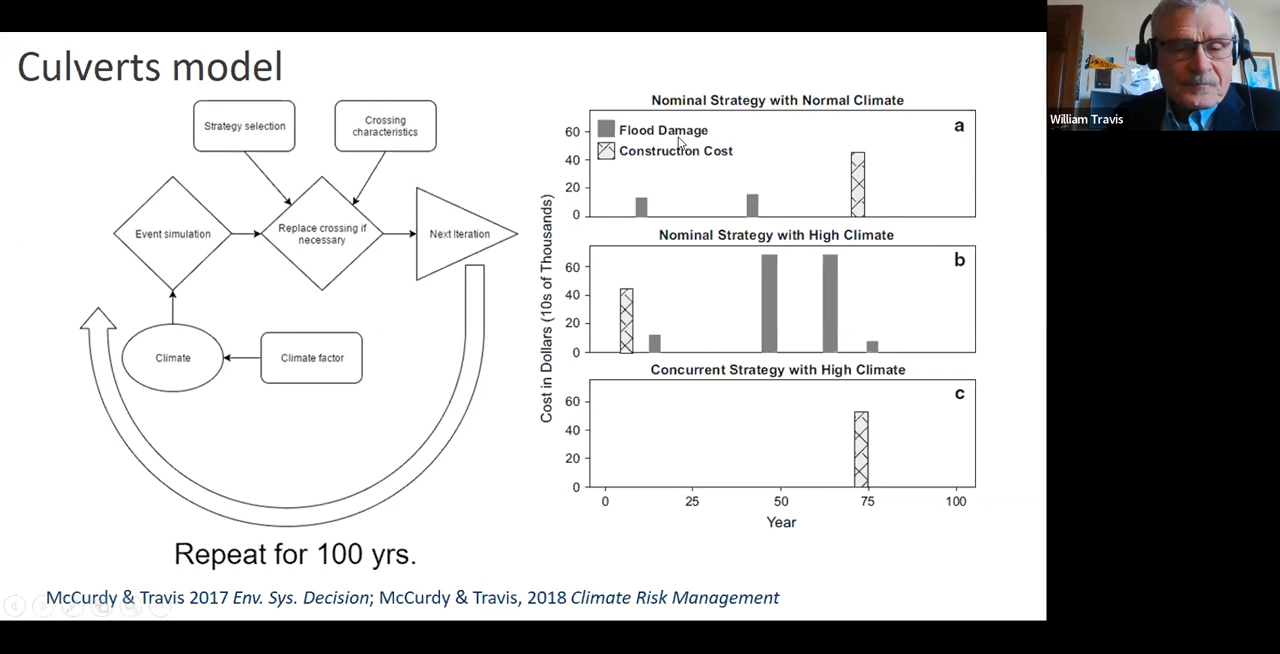 Culverts model
Strategy selection
Crossing
characteristics
Event simulation
Replace crossing if
necessary
Next Iteration
Climate
Climate factor
Repeat for 100 yrs.
Nominal Strategy with Normal Climate
a
Flood Damage
Construction Cost
60
40
20
0
Nominal Strategy with High Climate
b
60
40
20
0
Concurrent Strategy with High Climate
c
60
40
20
0
0 25 50 75 100
Year
Cost in Dollars (10s of Thousands)
McCurdy & Travis 2017 Env. Sys. Decision; McCurdy & Travis, 2018 Climate Risk Management
William Travis